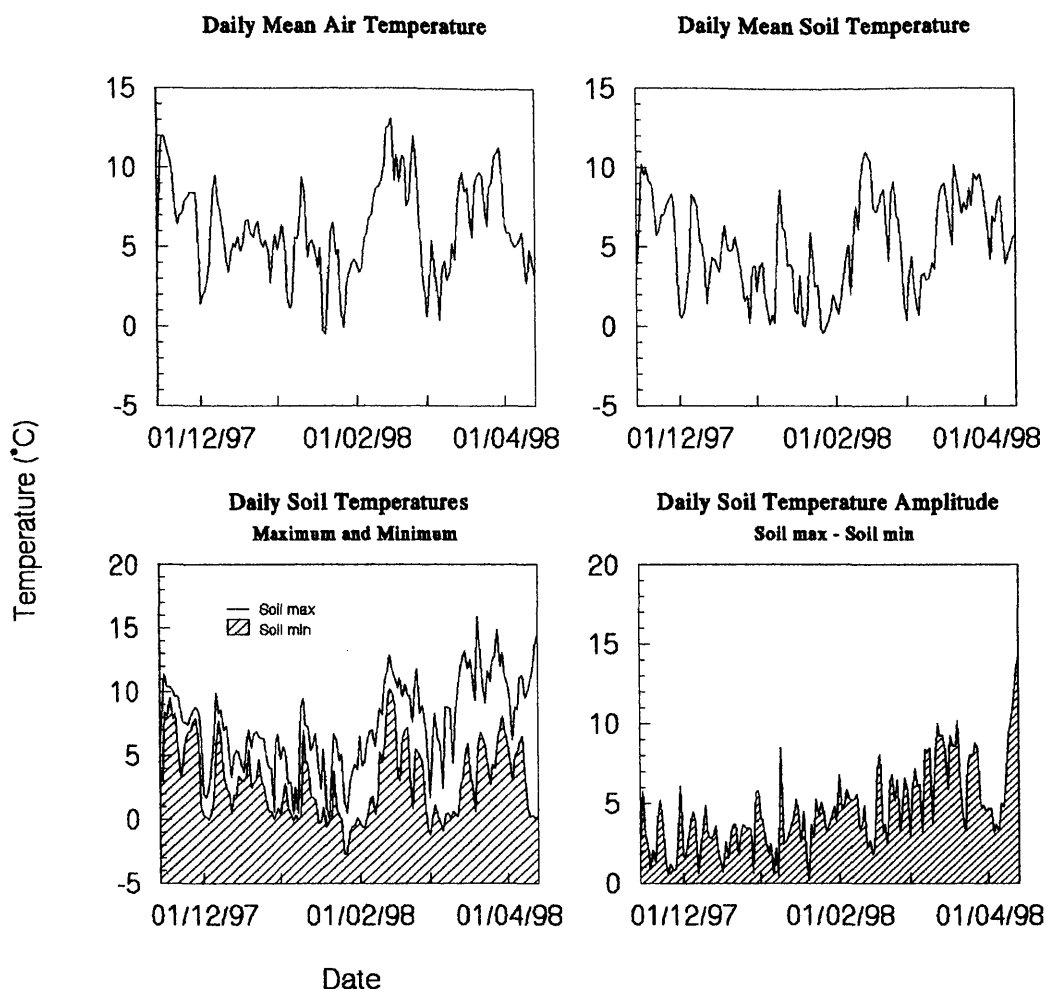 Daily Mean Air Temperature
Daily Mean Soil Temperature
15
10
5
0
-5
01/12/97 01/02/98 01/04/98
15
10
5
0
-5
01/12/97 01/02/98 01/04/98
Temperature (°C)
Daily Soil Temperatures
Maximum and Minimum
Daily Soil Temperature Amplitude
Soil max - Soil min
20
15
10
5
0
-5
Soil max
Soil min
01/12/97 01/02/98 01/04/98
20
15
10
5
0
01/12/97 01/02/98 01/04/98
Date